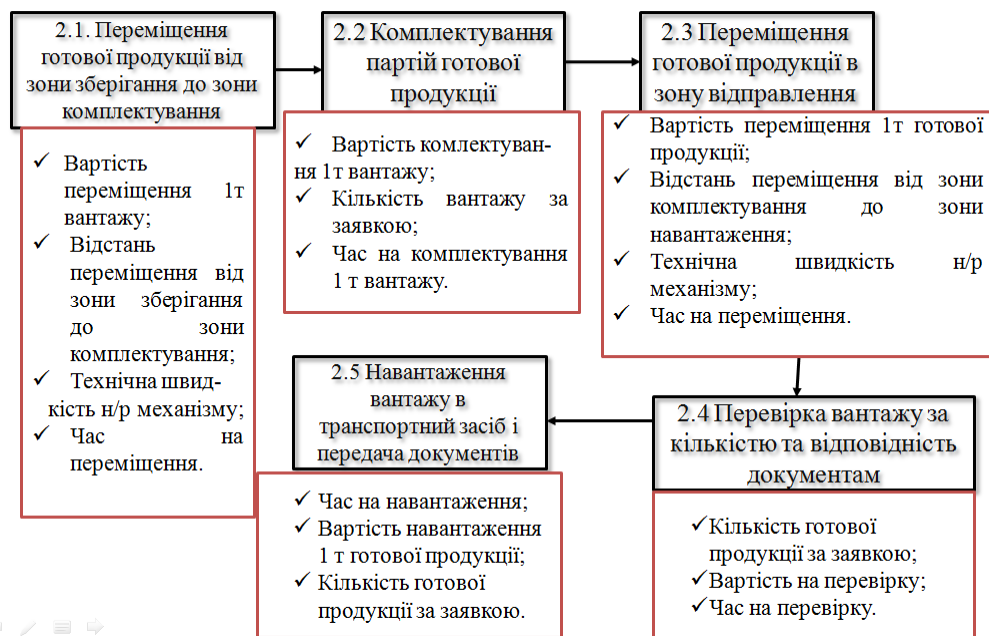 2.1. Переміщення
готової продукції від
зони зберігання до зони
комплектування
✓ Вартість
переміщення 1т
вантажу;
✓ Відстань
переміщення від
зони зберігання
до зони
комплектування;
✓ Технічна швид-
кість н/р механізму;
✓ Час на
переміщення.
2.2 Комплектування
партій готової
продукції
✓ Вартість комлектуван-
ня 1т вантажу;
✓ Кількість вантажу за
заявкою;
✓ Час на комплектування
1 т вантажу.
2.3 Переміщення
готової продукції в
зону відправлення
✓ Вартість переміщення 1т готової
продукції;
✓ Відстань переміщення від зони
комплектування до зони
навантаження;
✓ Технічна швидкість н/р
механізму;
✓ Час на переміщення.
2.4 Перевірка вантажу за
кількістю та відповідність
документам
✓Кількість готової
продукції за заявкою;
✓Вартість на перевірку;
✓Час на перевірку.
2.5 Навантаження
вантажу в
транспортний засіб і
передача документів
✓ Час на навантаження;
✓ Вартість навантаження
1 т готової продукції;
✓ Кількість готової
продукції за заявкою.